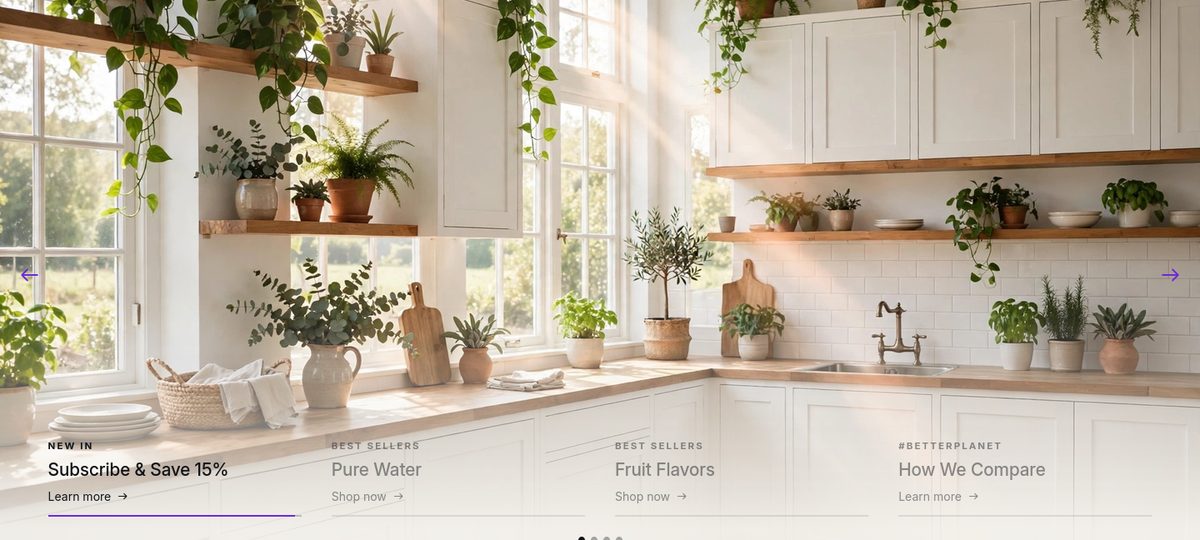 NEW IN
Subscribe & Save 15%
Learn more →
BEST SELLERS
Pure Water
Shop now →
BEST SELLERS
Fruit Flavors
Shop now →
#BETTERPLANET
How We Compare
Learn more →